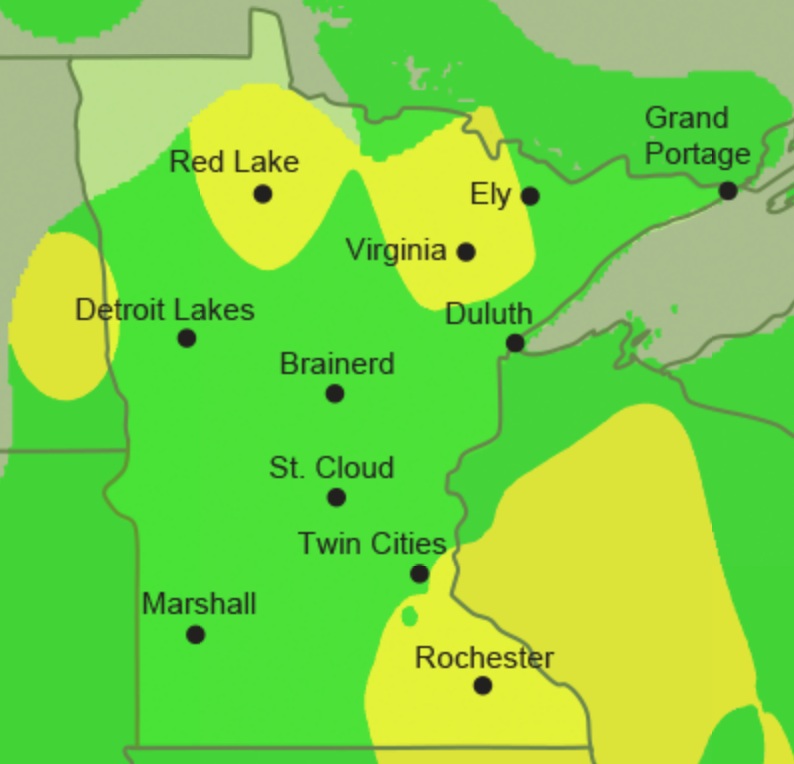 Grand
Portage
Red Lake
Ely
Virginia
Detroit Lakes
Duluth
Brainerd
St. Cloud
Twin Cities
Marshall
Rochester